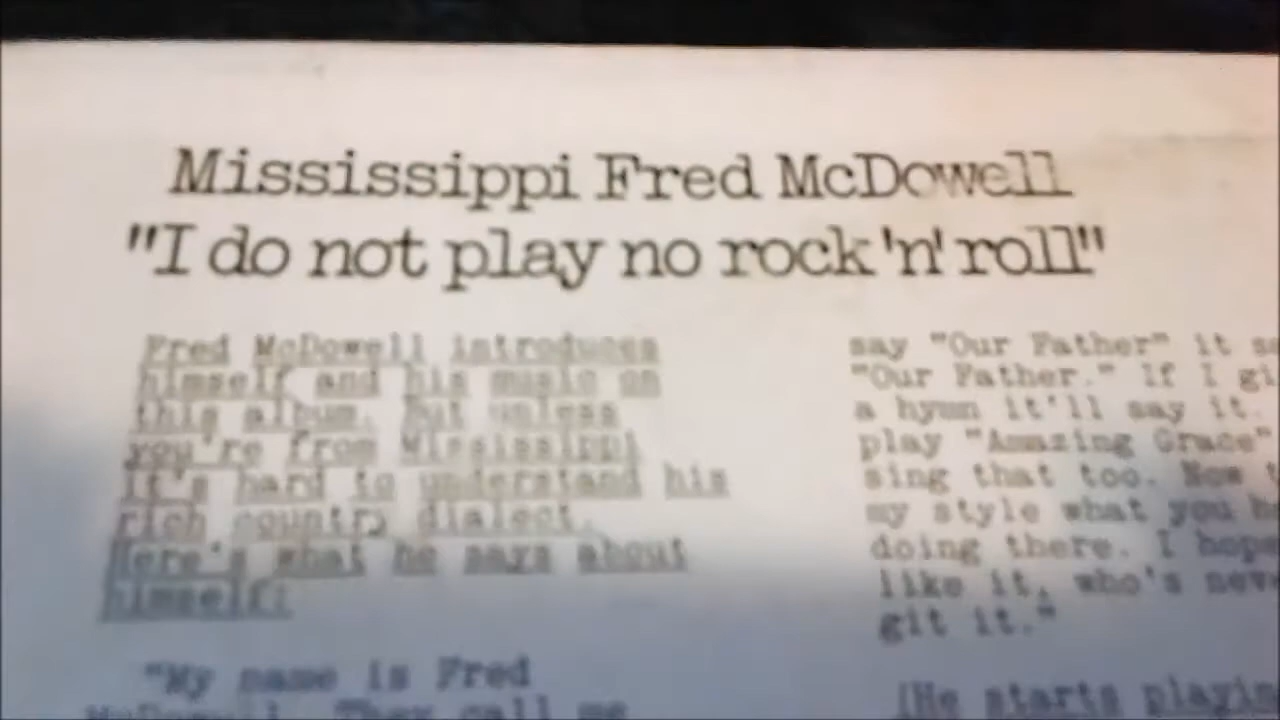 Mississippi Fred McDowell
"I do not play no rock 'n' roll"
Fred McDowell introduces
himself and his music on
this album. But unless
you're from Mississippi
it's hard to understand his
rich country dialect.
Here's what he says about
himself:
"My name is Fred
McDowell. They call me
say "Our Father" it
"Our Father." If I
a hymn it'll say it.
play "Amazing Grace"
sing that too. Now
my style what you
doing there. I hope
like it, who's
git it."
(He starts